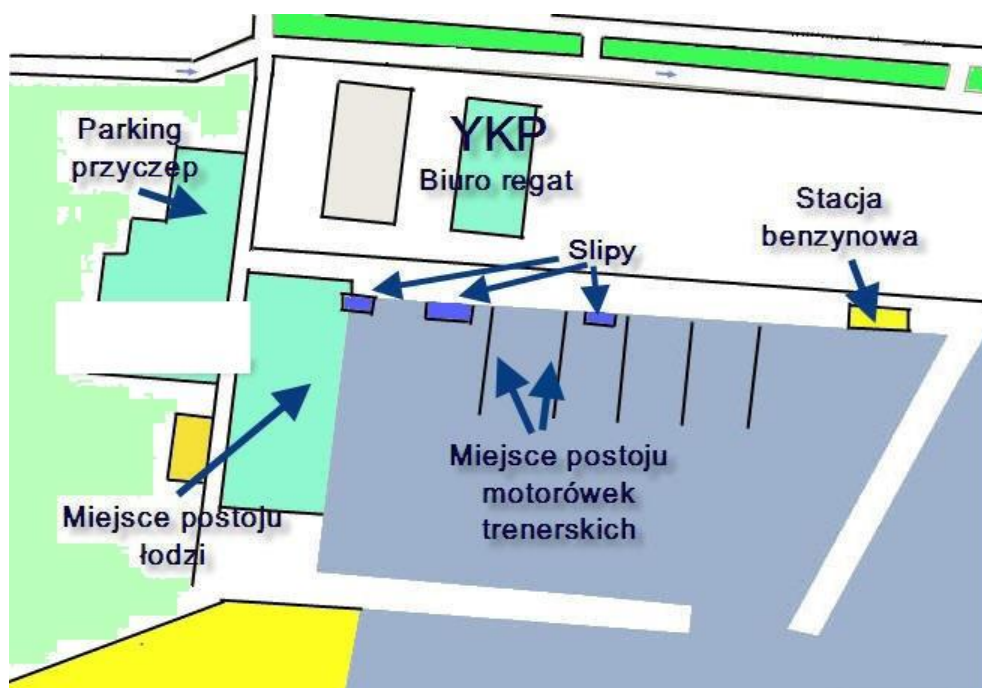 Parking
przyczep
YKP
Biuro regat
Stacja
benzynowa
Slipy
Miejsce postoju
motorówek
trenerskich
Miejsce postoju
łodzi